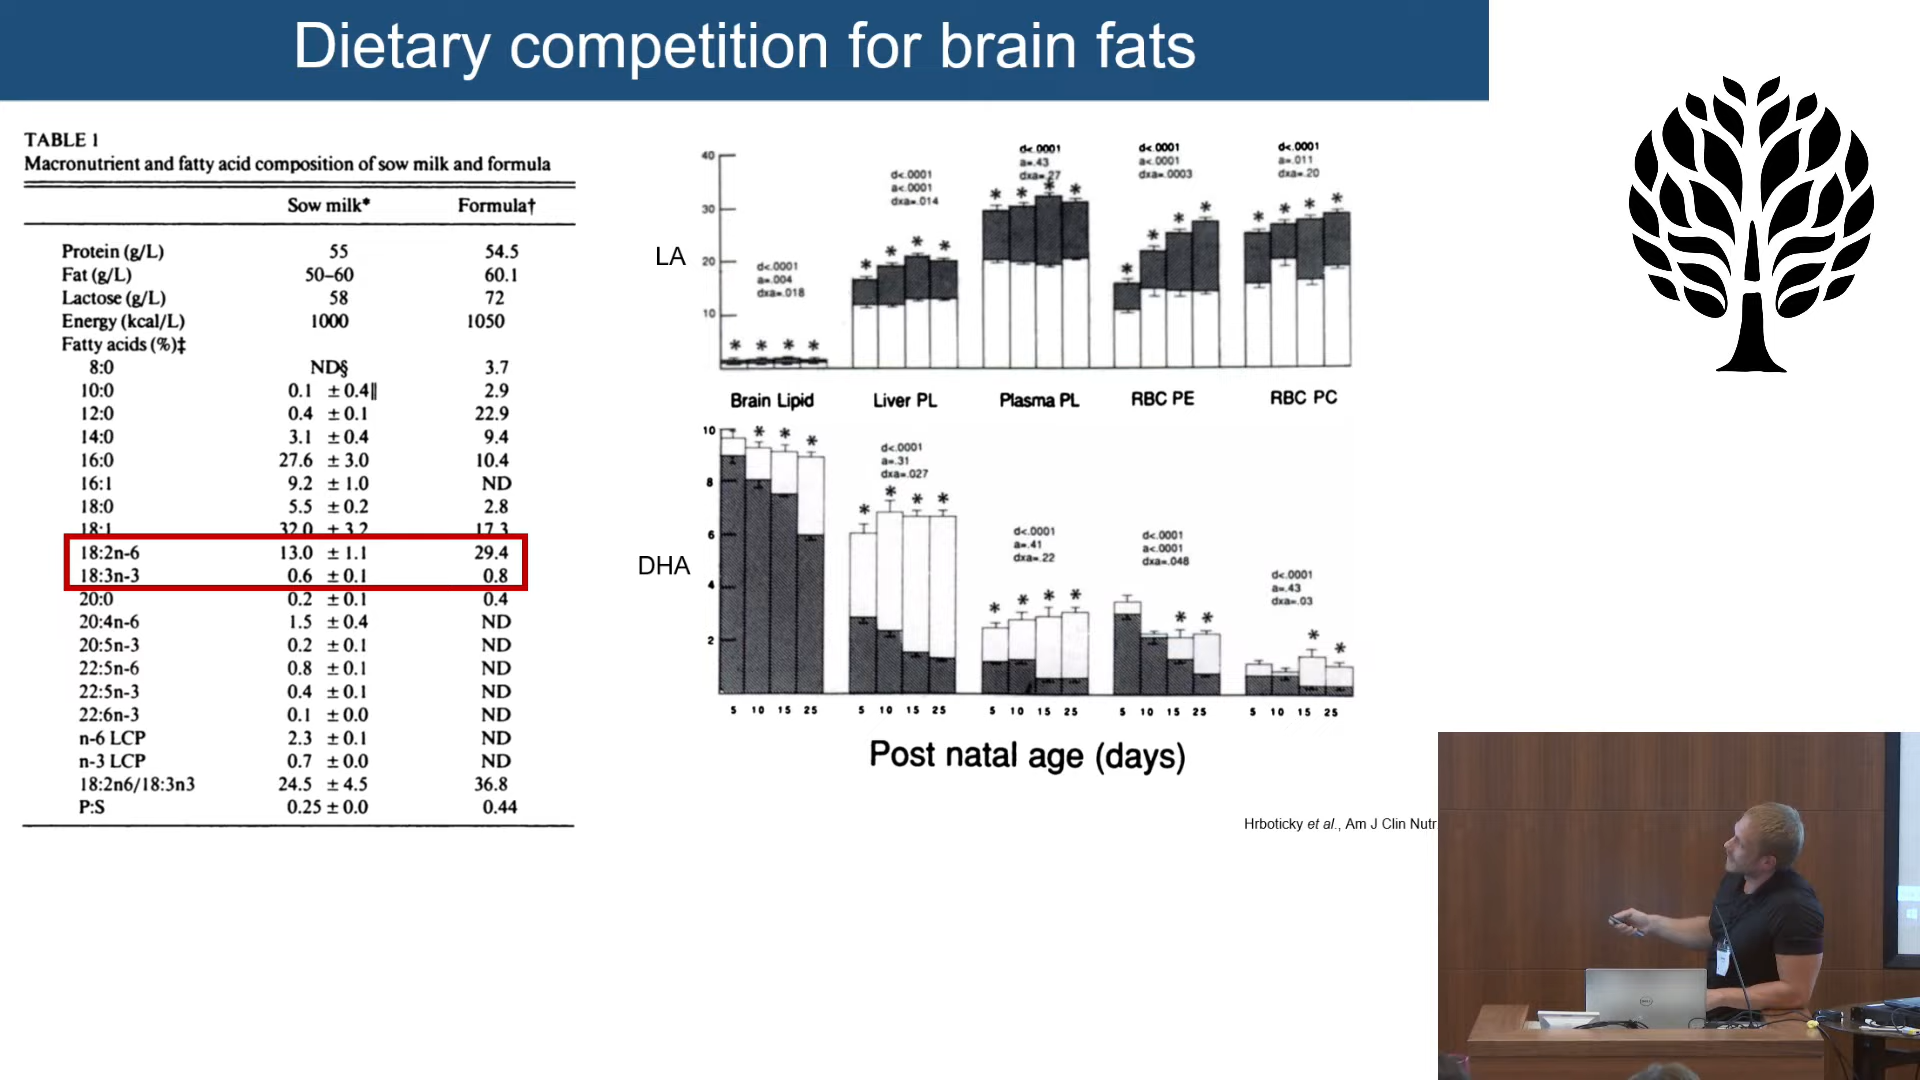 Dietary competition for brain fats
TABLE 1
Macronutrient and fatty acid composition of sow milk and formula
Sow milk* Formula†
Protein (g/L) 55 54.5
Fat (g/L) 50–60 60.1
Lactose (g/L) 58 72
Energy (kcal/L) 1000 1050
Fatty acids (%)‡
8:0 ND§ 3.7
10:0 0.1 ± 0.4‖ 2.9
12:0 0.4 ± 0.1 22.9
14:0 3.1 ± 0.4 9.4
16:0 27.6 ± 3.0 10.4
16:1 9.2 ± 1.0 ND
18:0 5.5 ± 0.2 2.8
18:1 32.0 ± 3.2 17.3
18:2n-6 13.0 ± 1.1 29.4
18:3n-3 0.6 ± 0.1 0.8
20:0 0.2 ± 0.1 0.4
20:4n-6 1.5 ± 0.4 ND
20:5n-3 0.2 ± 0.1 ND
22:5n-6 0.8 ± 0.1 ND
22:5n-3 0.4 ± 0.1 ND
22:6n-3 0.1 ± 0.0 ND
n-6 LCP 2.3 ± 0.1 ND
n-3 LCP 0.7 ± 0.0 ND
18:2n6/18:3n3 24.5 ± 4.5 36.8
P:S 0.25 ± 0.0 0.44
LA
40
30
20
10
d<.0001
a=.004
dxa=.018
d<.0001
a<.0001
dxa=.014
d<.0001
a=.43
dxa=.27
d<.0001
a<.0001
dxa=.0003
d<.0001
a=.011
dxa=.20
* * * * * * * * * * * * * * * * * * * *
Brain Lipid Liver PL Plasma PL RBC PE RBC PC
DHA
10
8
6
4
2
* * *
d<.0001
a=.31
dxa=.027
* * * *
d<.0001
a=.41
dxa=.22
* * * *
d<.0001
a<.0001
dxa=.048
* *
d<.0001
a=.43
dxa=.03
* *
5 10 15 25 5 10 15 25 5 10 15 25 5 10 15 25 5 10 15 25
Post natal age (days)
Hrboticky et al., Am J Clin Nutr
DELL